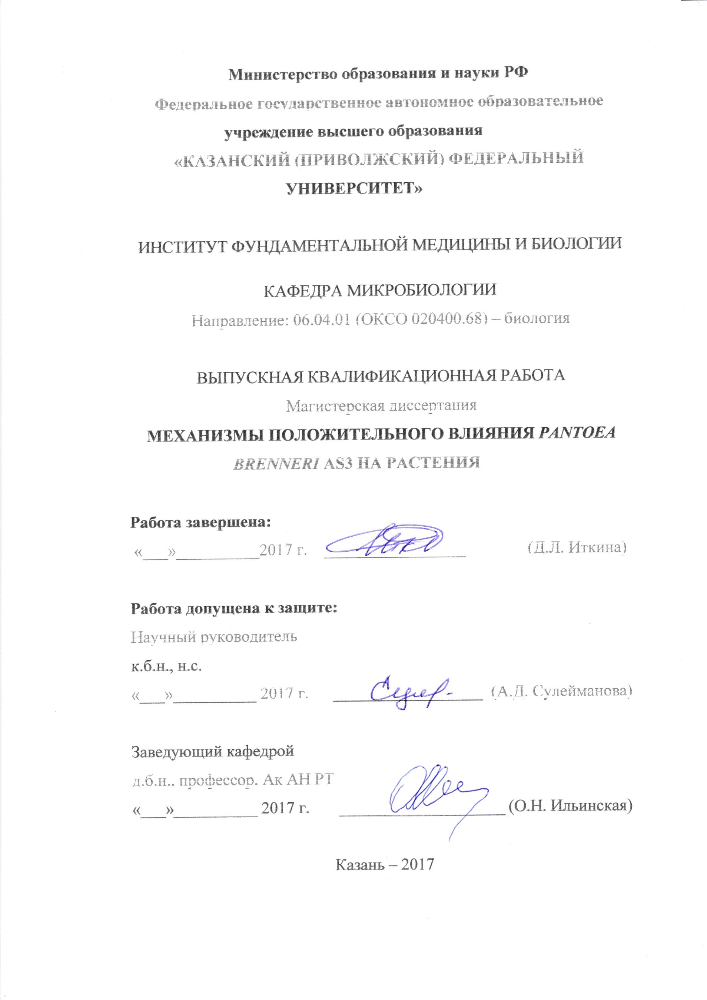 Министерство образования и науки РФ
Федеральное государственное автономное образовательное
учреждение высшего образования
«КАЗАНСКИЙ (ПРИВОЛЖСКИЙ) ФЕДЕРАЛЬНЫЙ
УНИВЕРСИТЕТ»
ИНСТИТУТ ФУНДАМЕНТАЛЬНОЙ МЕДИЦИНЫ И БИОЛОГИИ
КАФЕДРА МИКРОБИОЛОГИИ
Направление: 06.04.01 (ОКСО 020400.68) – биология
ВЫПУСКНАЯ КВАЛИФИКАЦИОННАЯ РАБОТА
Магистерская диссертация
МЕХАНИЗМЫ ПОЛОЖИТЕЛЬНОГО ВЛИЯНИЯ PANTOEA
BRENNERI AS3 НА РАСТЕНИЯ
Работа завершена:
«___»__________2017 г. _________________ (Д.Л. Иткина)
Работа допущена к защите:
Научный руководитель
к.б.н., н.с.
«___»__________ 2017 г. __________________ (А.Д. Сулейманова)
Заведующий кафедрой
д.б.н., профессор, Ак АН РТ
«___»__________ 2017 г. ____________________ (О.Н. Ильинская)
Казань – 2017